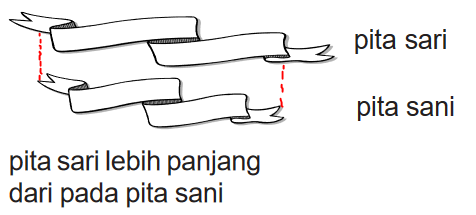 pita sari
pita sani
pita sari lebih panjang
dari pada pita sani